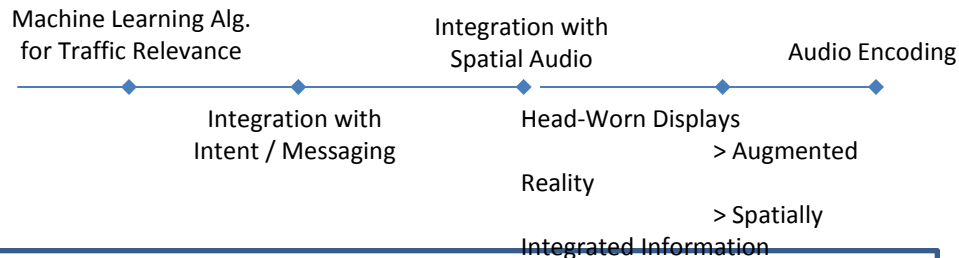 Machine Learning Alg.
for Traffic Relevance
Integration with
Intent / Messaging
Integration with
Spatial Audio
Head-Worn Displays
> Augmented
Reality
> Spatially
Integrated Information
Audio Encoding